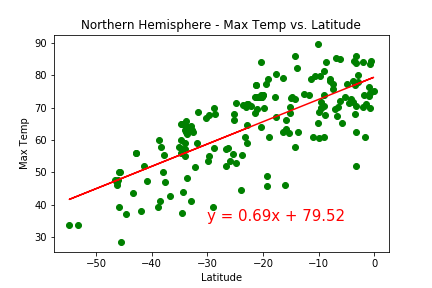 Northern Hemisphere - Max Temp vs. Latitude
Max Temp
90
80
70
60
50
40
30
y = 0.69x + 79.52
−50 −40 −30 −20 −10 0
Latitude